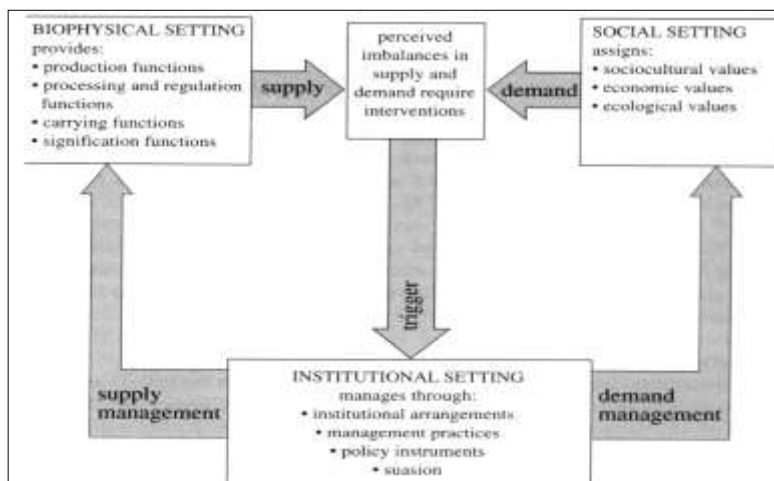 BIOPHYSICAL SETTING
provides:
• production functions
• processing and regulation
functions
• carrying functions
• signification functions
supply
perceived
imbalances in
supply and
demand require
interventions
demand
SOCIAL SETTING
assigns:
• sociocultural values
• economic values
• ecological values
trigger
supply
management
INSTITUTIONAL SETTING
manages through:
• institutional arrangements
• management practices
• policy instruments
• suasion
demand
management